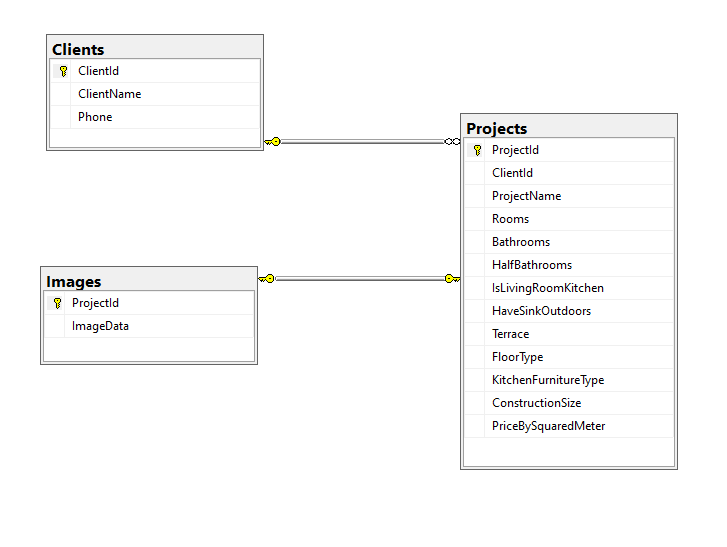 Clients
ClientId
ClientName
Phone
Projects
ProjectId
ClientId
ProjectName
Rooms
Bathrooms
HalfBathrooms
IsLivingRoomKitchen
HaveSinkOutdoors
Terrace
FloorType
KitchenFurnitureType
ConstructionSize
PriceBySquaredMeter
Images
ProjectId
ImageData